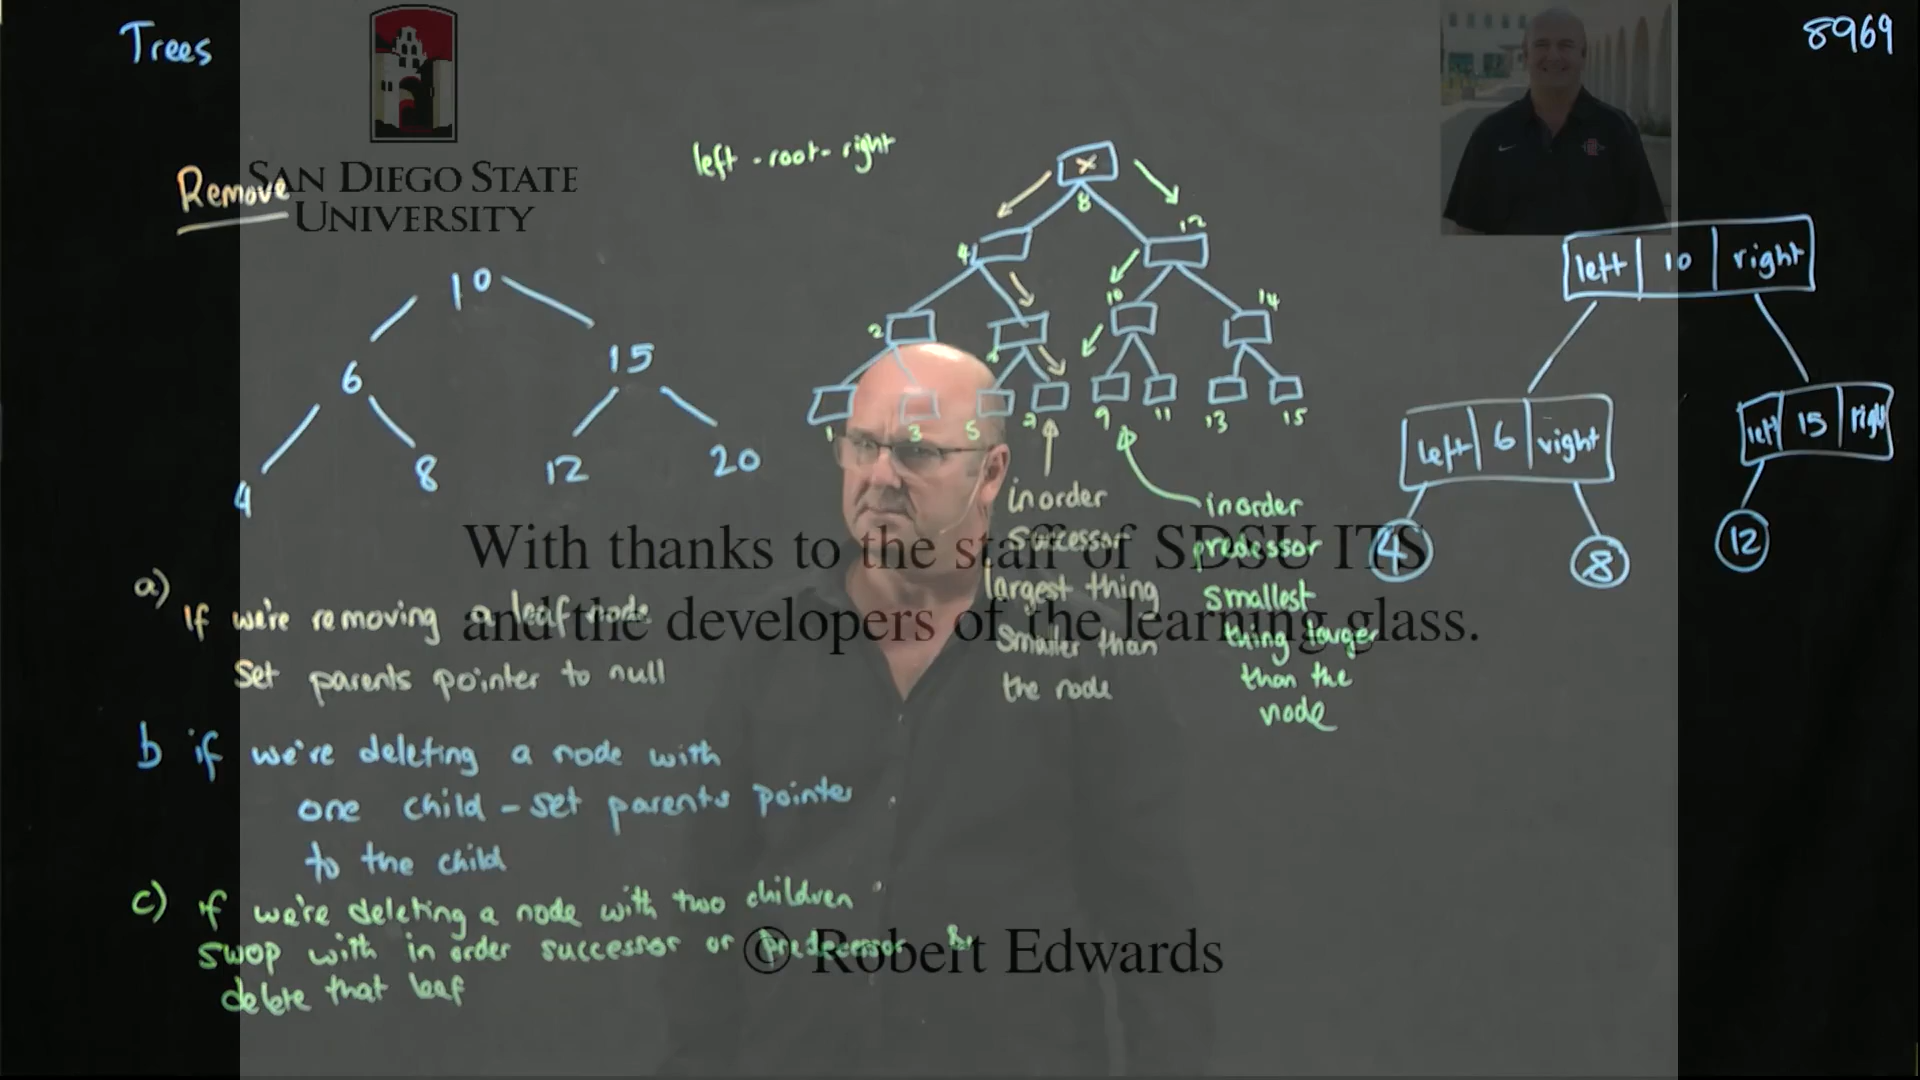 Trees
8969
SAN DIEGO STATE
UNIVERSITY
Remove
left - root - right
10
6
15
4
8
12
20
8
4
12
2
10
14
1
3
5
9
11
13
15
left 10 right
left 6 right
left 15 right
4
8
12
inorder
successor
largest thing
smaller than
the node
inorder
predessor
smallest
thing larger
than the
node
With thanks to the staff of SDSU ITS
and the developers of the learning glass.
a)
If we're removing a leaf node
set parents pointer to null
b if we're deleting a node with
one child - set parents pointer
to the child
c) if we're deleting a node with two children
swop with in order successor or predecessor &
delete that leaf
© Robert Edwards